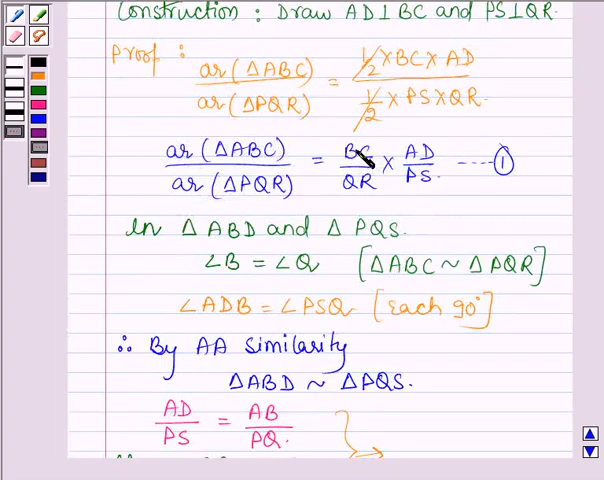 Construction : Draw AD⊥BC and PS⊥QR.
Proof :
ar (ΔABC) / ar (ΔPQR) = 1/2 × BC × AD / 1/2 × PS × QR.
ar (ΔABC) / ar (ΔPQR) = BC/QR × AD/PS. ----- ①
In Δ ABD and Δ PQS.
∠B = ∠Q [ΔABC ~ ΔPQR]
∠ADB = ∠PSQ [Each 90°]
∴ By AA Similarity
ΔABD ~ ΔPQS.
AD/PS = AB/PQ.